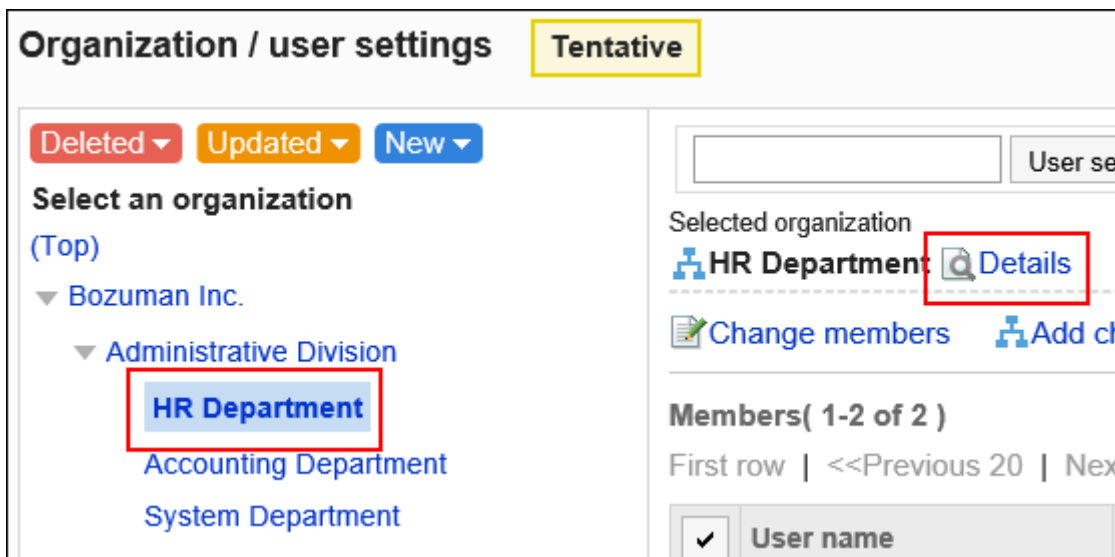 Organization / user settings Tentative
Deleted Updated New
Select an organization
(Top)
Bozuman Inc.
Administrative Division
HR Department
Accounting Department
System Department
User se
Selected organization
HR Department Details
Change members Add ch
Members( 1-2 of 2 )
First row | <<Previous 20 | Nex
User name